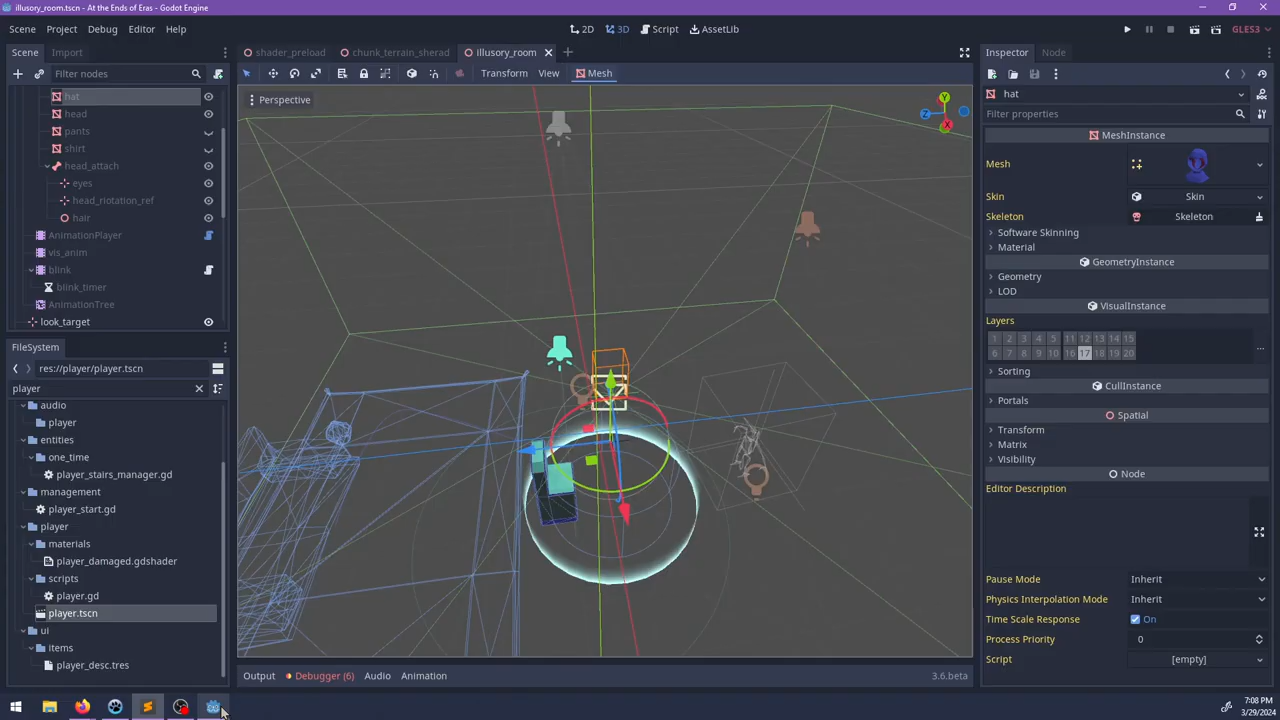 illusory_room.tscn - At the Ends of Eras - Godot Engine
Scene Project Debug Editor Help
2D 3D Script AssetLib
GLES3
Scene Import
shader_preload chunk_terrain_sherad illusory_room
Inspector Node
Filter nodes
Transform View Mesh
hat
head
pants
shirt
head_attach
eyes
head_riotation_ref
hair
AnimationPlayer
vis_anim
blink
blink_timer
AnimationTree
look_target
FileSystem
res://player/player.tscn
player
audio
player
entities
one_time
player_stairs_manager.gd
management
player_start.gd
player
materials
player_damaged.gdshader
scripts
player.gd
player.tscn
ui
items
player_desc.tres
Perspective
Y
Z
X
Output Debugger (6) Audio Animation
3.6.beta
hat
Filter properties
MeshInstance
Mesh
Skin Skin
Skeleton Skeleton
Software Skinning
Material
GeometryInstance
Geometry
LOD
VisualInstance
Layers
1 2 3 4 5 11 12 13 14 15
6 7 8 9 10 16 17 18 19 20
...
Sorting
CullInstance
Portals
Spatial
Transform
Matrix
Visibility
Node
Editor Description
Pause Mode Inherit
Physics Interpolation Mode Inherit
Time Scale Response On
Process Priority 0
Script [empty]
7:08 PM
3/29/2024